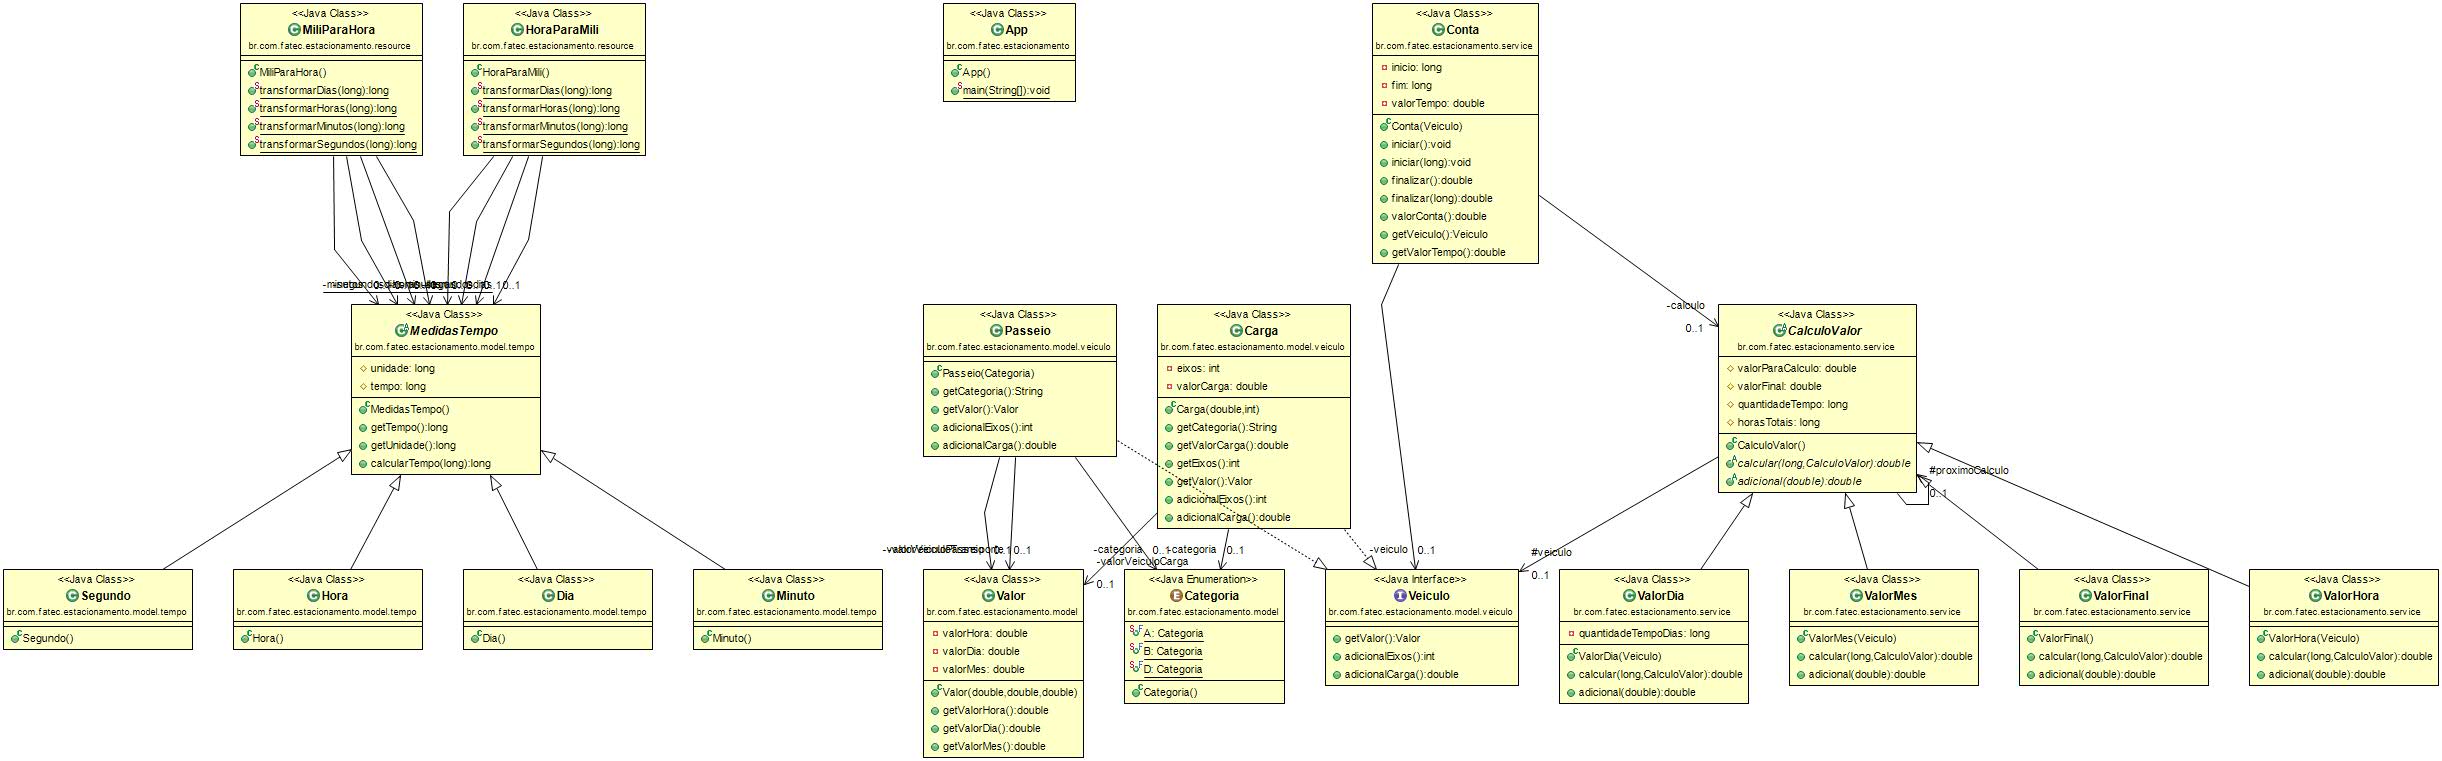 <<Java Class>>
MiliParaHora
br.com.fatec.estacionamento.resource
MiliParaHora()
transformarDias(long):long
transformarHoras(long):long
transformarMinutos(long):long
transformarSegundos(long):long
<<Java Class>>
HoraParaMili
br.com.fatec.estacionamento.resource
HoraParaMili()
transformarDias(long):long
transformarHoras(long):long
transformarMinutos(long):long
transformarSegundos(long):long
<<Java Class>>
App
br.com.fatec.estacionamento
App()
main(String[]):void
<<Java Class>>
Conta
br.com.fatec.estacionamento.service
inicio: long
fim: long
valorTempo: double
Conta(Veiculo)
iniciar():void
iniciar(long):void
finalizar():double
finalizar(long):double
valorConta():double
getVeiculo():Veiculo
getValorTempo():double
0..1
-calculo
0..1
<<Java Class>>
MedidasTempo
br.com.fatec.estacionamento.model.tempo
unidade: long
tempo: long
MedidasTempo()
getTempo():long
getUnidade():long
calcularTempo(long):long
<<Java Class>>
Passeio
br.com.fatec.estacionamento.model.veiculo
Passeio(Categoria)
getCategoria():String
getValor():Valor
adicionalEixos():int
adicionalCarga():double
<<Java Class>>
Carga
br.com.fatec.estacionamento.model.veiculo
eixos: int
valorCarga: double
Carga(double,int)
getCategoria():String
getValorCarga():double
getEixos():int
getValor():Valor
adicionalEixos():int
adicionalCarga():double
<<Java Class>>
CalculoValor
br.com.fatec.estacionamento.service
valorParaCalculo: double
valorFinal: double
quantidadeTempo: long
horasTotais: long
CalculoValor()
calcular(long,CalculoValor):double
adicional(double):double
#proximoCalculo
0..1
0..1
-categoria
0..1
-categoria
0..1
-valorVeiculoCarga
0..1
-veiculo
0..1
#veiculo
0..1
<<Java Class>>
Segundo
br.com.fatec.estacionamento.model.tempo
Segundo()
<<Java Class>>
Hora
br.com.fatec.estacionamento.model.tempo
Hora()
<<Java Class>>
Dia
br.com.fatec.estacionamento.model.tempo
Dia()
<<Java Class>>
Minuto
br.com.fatec.estacionamento.model.tempo
Minuto()
<<Java Class>>
Valor
br.com.fatec.estacionamento.model
valorHora: double
valorDia: double
valorMes: double
Valor(double,double,double)
getValorHora():double
getValorDia():double
getValorMes():double
<<Java Enumeration>>
Categoria
br.com.fatec.estacionamento.model
A: Categoria
B: Categoria
D: Categoria
Categoria()
<<Java Interface>>
Veiculo
br.com.fatec.estacionamento.model.veiculo
getValor():Valor
adicionalEixos():int
adicionalCarga():double
<<Java Class>>
ValorDia
br.com.fatec.estacionamento.service
quantidadeTempoDias: long
ValorDia(Veiculo)
calcular(long,CalculoValor):double
adicional(double):double
<<Java Class>>
ValorMes
br.com.fatec.estacionamento.service
ValorMes(Veiculo)
calcular(long,CalculoValor):double
adicional(double):double
<<Java Class>>
ValorFinal
br.com.fatec.estacionamento.service
ValorFinal()
calcular(long,CalculoValor):double
adicional(double):double
<<Java Class>>
ValorHora
br.com.fatec.estacionamento.service
ValorHora(Veiculo)
calcular(long,CalculoValor):double
adicional(double):double